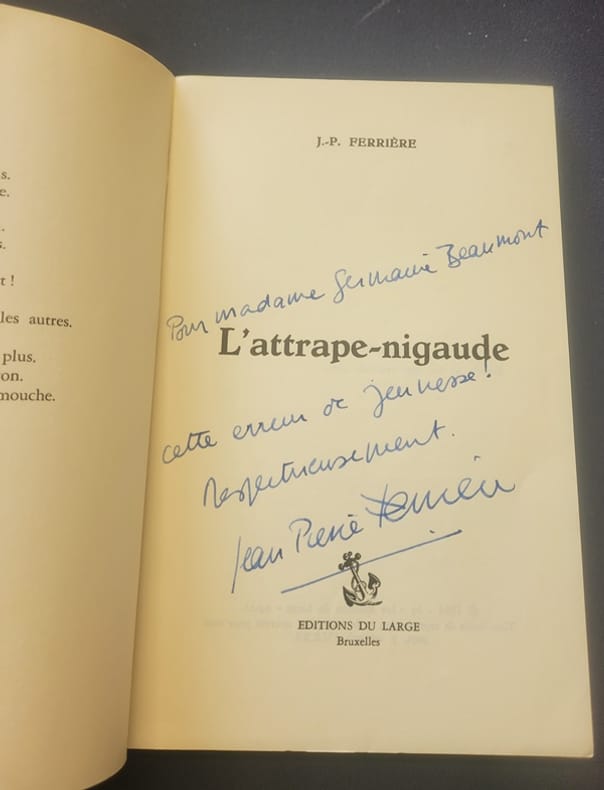 s.
e.
.
s.
t !
les autres.
plus.
on.
mouche.
J.-P. FERRIÈRE
Pour madame Germaine Beaumont
L'attrape-nigaude
cette erreur de jeunesse !
Respectueusement.
Jean Pierre Ferrière
EDITIONS DU LARGE
Bruxelles